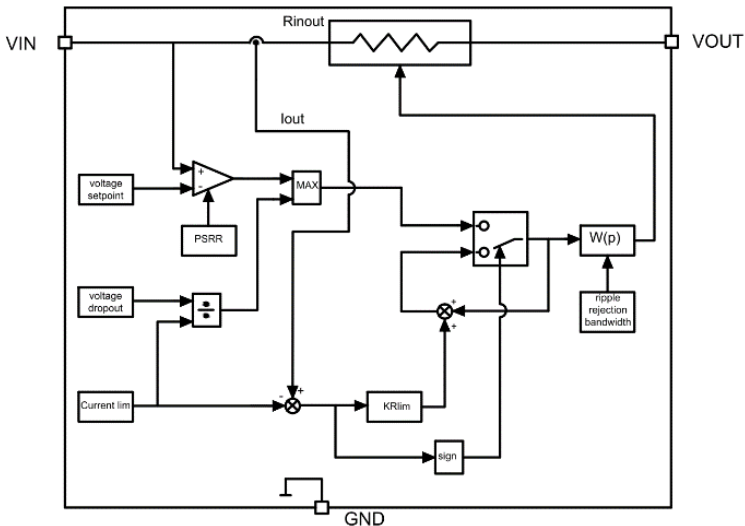 Rinout
VIN
VOUT
Iout
+
-
MAX
voltage
setpoint
PSRR
W(p)
voltage
dropout
ripple
rejection
bandwidth
+
+
Current lim
-
+
KRlim
sign
GND